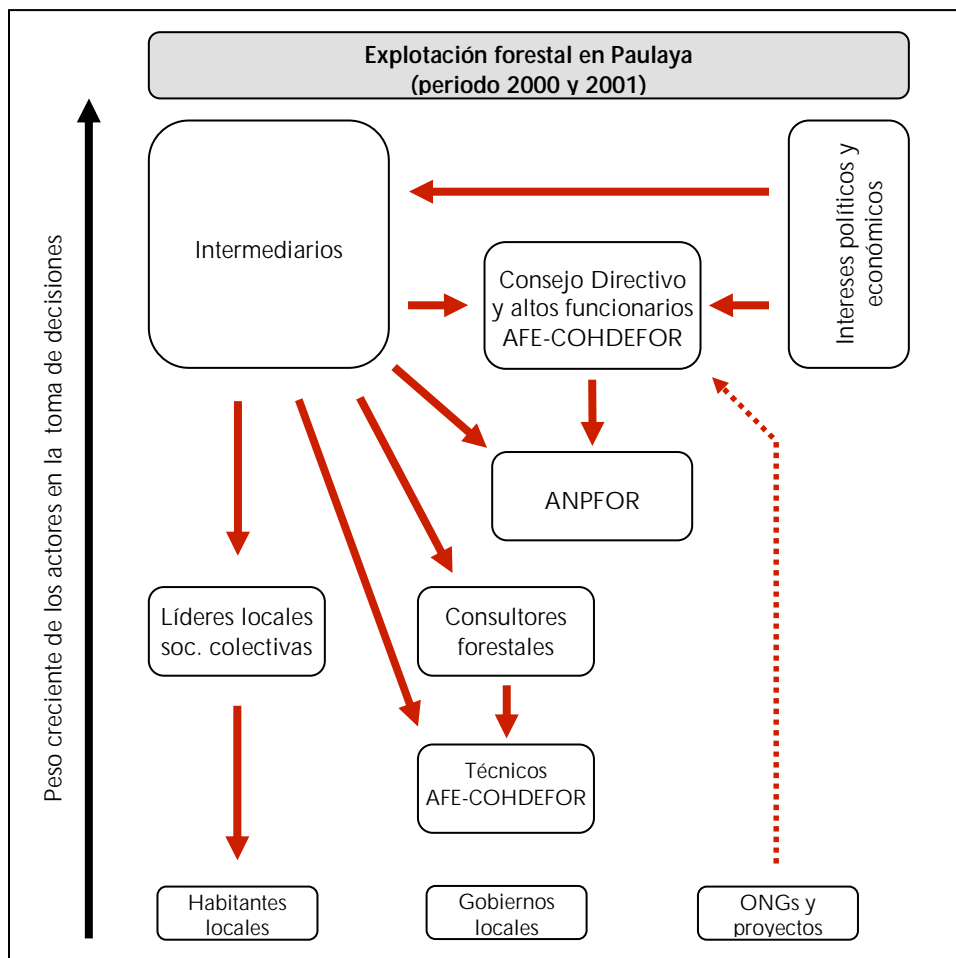 Explotación forestal en Paulaya
(periodo 2000 y 2001)
Peso creciente de los actores en la toma de decisiones
Intermediarios
Intereses políticos y
económicos
Consejo Directivo
y altos funcionarios
AFE-COHDEFOR
ANPFOR
Líderes locales
soc. colectivas
Consultores
forestales
Técnicos
AFE-COHDEFOR
Habitantes
locales
Gobiernos
locales
ONGs y
proyectos